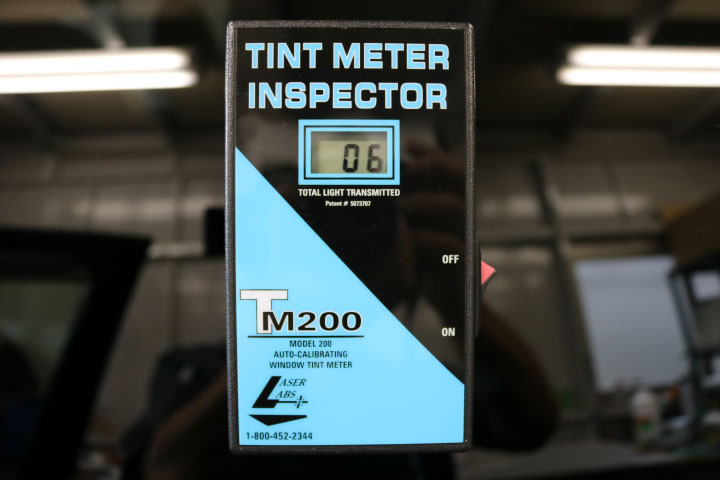 TINT METER
INSPECTOR
06
TOTAL LIGHT TRANSMITTED
Patent # 5073707
OFF
ON
TM200
MODEL 200
AUTO-CALIBRATING
WINDOW TINT METER
LASER
LABS
1-800-452-2344